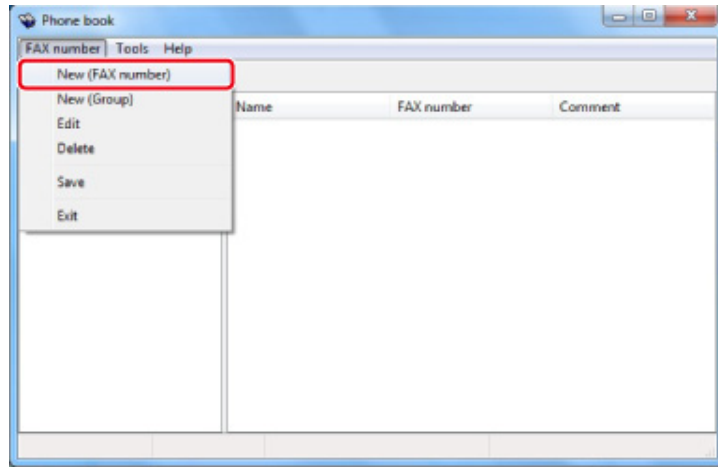 Phone book
FAX number Tools Help
New (FAX number)
New (Group)
Edit
Delete
Save
Exit
Name FAX number Comment